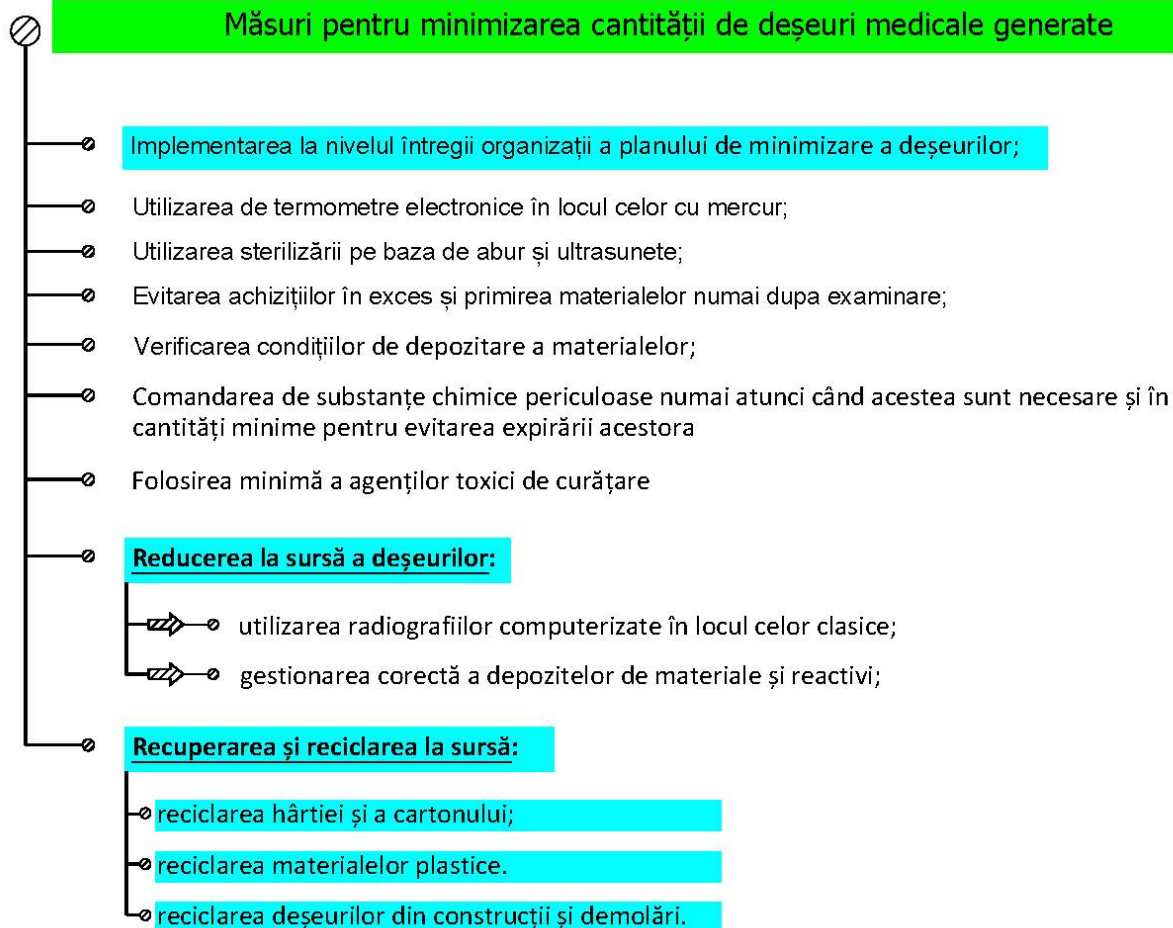 Măsuri pentru minimizarea cantității de deșeuri medicale generate
Implementarea la nivelul întregii organizații a planului de minimizare a deșeurilor;
Utilizarea de termometre electronice în locul celor cu mercur;
Utilizarea sterilizării pe baza de abur și ultrasunete;
Evitarea achizițiilor în exces și primirea materialelor numai dupa examinare;
Verificarea condițiilor de depozitare a materialelor;
Comandarea de substanțe chimice periculoase numai atunci când acestea sunt necesare și în
cantități minime pentru evitarea expirării acestora
Folosirea minimă a agenților toxici de curățare
Reducerea la sursă a deșeurilor:
utilizarea radiografiilor computerizate în locul celor clasice;
gestionarea corectă a depozitelor de materiale și reactivi;
Recuperarea și reciclarea la sursă:
reciclarea hârtiei și a cartonului;
reciclarea materialelor plastice.
reciclarea deșeurilor din construcții și demolări.